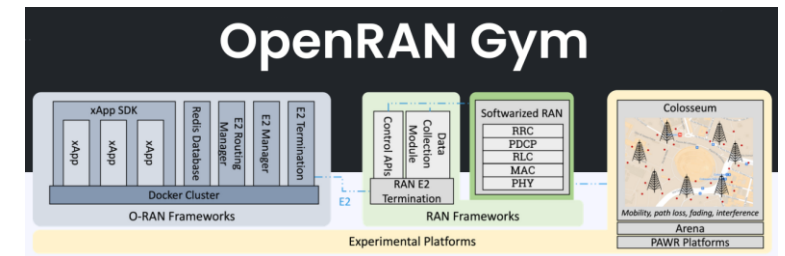 OpenRAN Gym
xApp SDK
xApp
xApp
xApp
Redis Database
E2 Routing
Manager
E2 Manager
E2 Termination
Docker Cluster
O-RAN Frameworks
E2
Control APIs
Data
Collection
Module
RAN E2
Termination
Softwarized RAN
RRC
PDCP
RLC
MAC
PHY
RAN Frameworks
Colosseum
Mobility, path loss, fading, interference
Arena
PAWR Platforms
Experimental Platforms